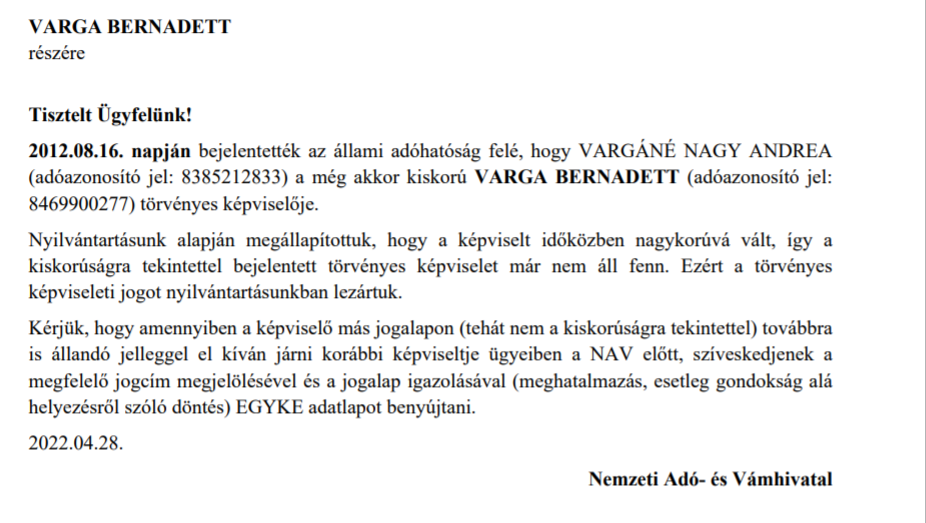 VARGA BERNADETT
részére
Tisztelt Ügyfelünk!
2012.08.16. napján bejelentették az állami adóhatóság felé, hogy VARGÁNÉ NAGY ANDREA
(adóazonosító jel: 8385212833) a még akkor kiskorú VARGA BERNADETT (adóazonosító jel:
8469900277) törvényes képviselője.
Nyilvántartásunk alapján megállapítottuk, hogy a képviselt időközben nagykorúvá vált, így a
kiskorúságra tekintettel bejelentett törvényes képviselet már nem áll fenn. Ezért a törvényes
képviseleti jogot nyilvántartásunkban lezártuk.
Kérjük, hogy amennyiben a képviselő más jogalapon (tehát nem a kiskorúságra tekintettel) továbbra
is állandó jelleggel el kíván járni korábbi képviseltje ügyeiben a NAV előtt, szíveskedjenek a
megfelelő jogcím megjelölésével és a jogalap igazolásával (meghatalmazás, esetleg gondokság alá
helyezésről szóló döntés) EGYKE adatlapot benyújtani.
2022.04.28.
Nemzeti Adó- és Vámhivatal